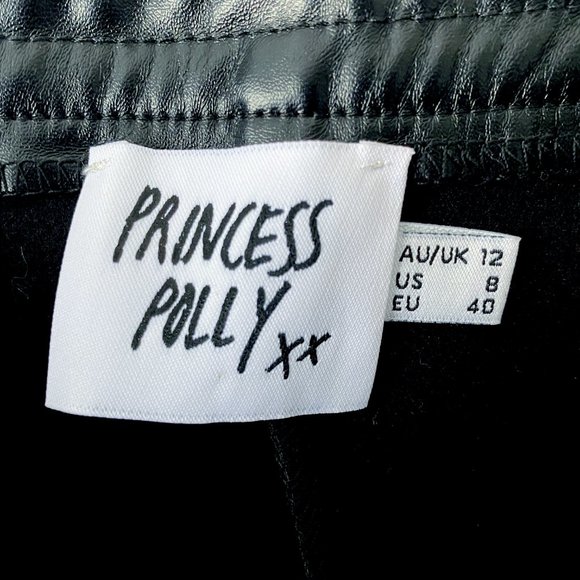 PRINCESS
POLLY xx
AU/UK 12
US 8
EU 40